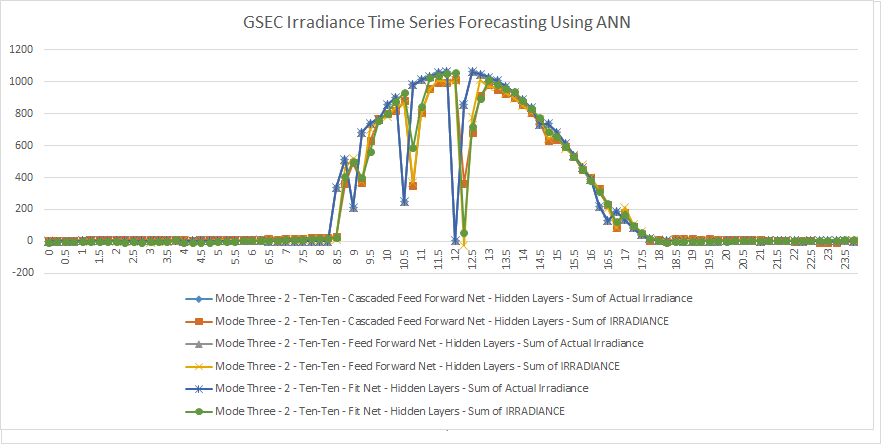 GSEC Irradiance Time Series Forecasting Using ANN
1200
1000
800
600
400
200
0
-200
0 0.5 1 1.5 2 2.5 3 3.5 4 4.5 5 5.5 6 6.5 7 7.5 8 8.5 9 9.5 10 10.5 11 11.5 12 12.5 13 13.5 14 14.5 15 15.5 16 16.5 17 17.5 18 18.5 19 19.5 20 20.5 21 21.5 22 22.5 23 23.5
Mode Three - 2 - Ten-Ten - Cascaded Feed Forward Net - Hidden Layers - Sum of Actual Irradiance
Mode Three - 2 - Ten-Ten - Cascaded Feed Forward Net - Hidden Layers - Sum of IRRADIANCE
Mode Three - 2 - Ten-Ten - Feed Forward Net - Hidden Layers - Sum of Actual Irradiance
Mode Three - 2 - Ten-Ten - Feed Forward Net - Hidden Layers - Sum of IRRADIANCE
Mode Three - 2 - Ten-Ten - Fit Net - Hidden Layers - Sum of Actual Irradiance
Mode Three - 2 - Ten-Ten - Fit Net - Hidden Layers - Sum of IRRADIANCE